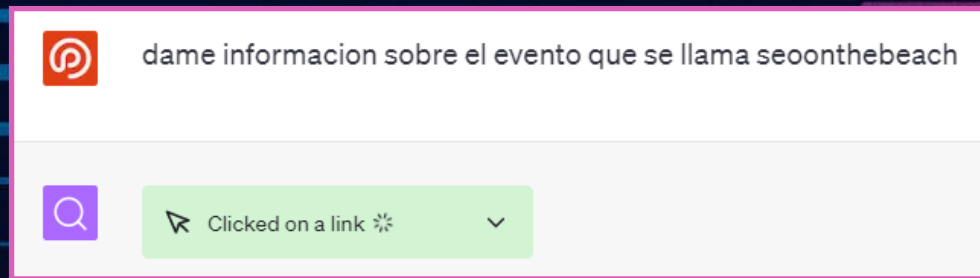 dame informacion sobre el evento que se llama seoonthebeach
Clicked on a link